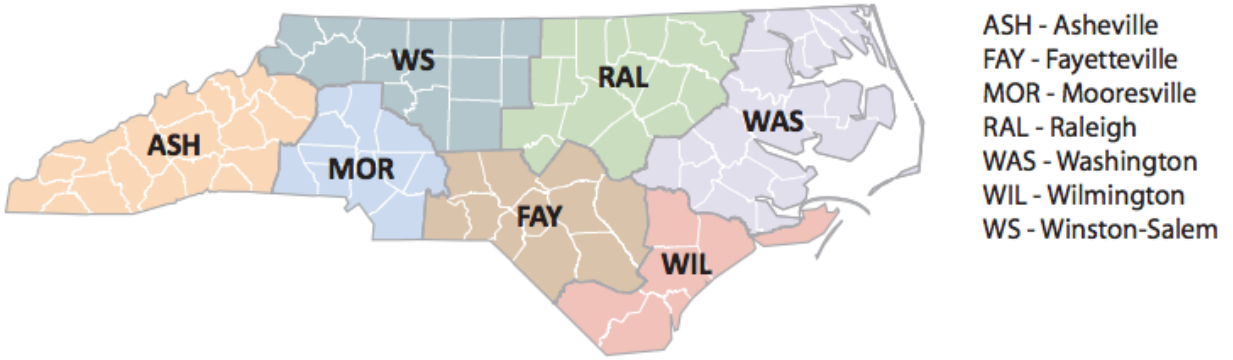 WS
RAL
WAS
ASH
MOR
FAY
WIL
ASH - Asheville
FAY - Fayetteville
MOR - Mooresville
RAL - Raleigh
WAS - Washington
WIL - Wilmington
WS - Winston-Salem